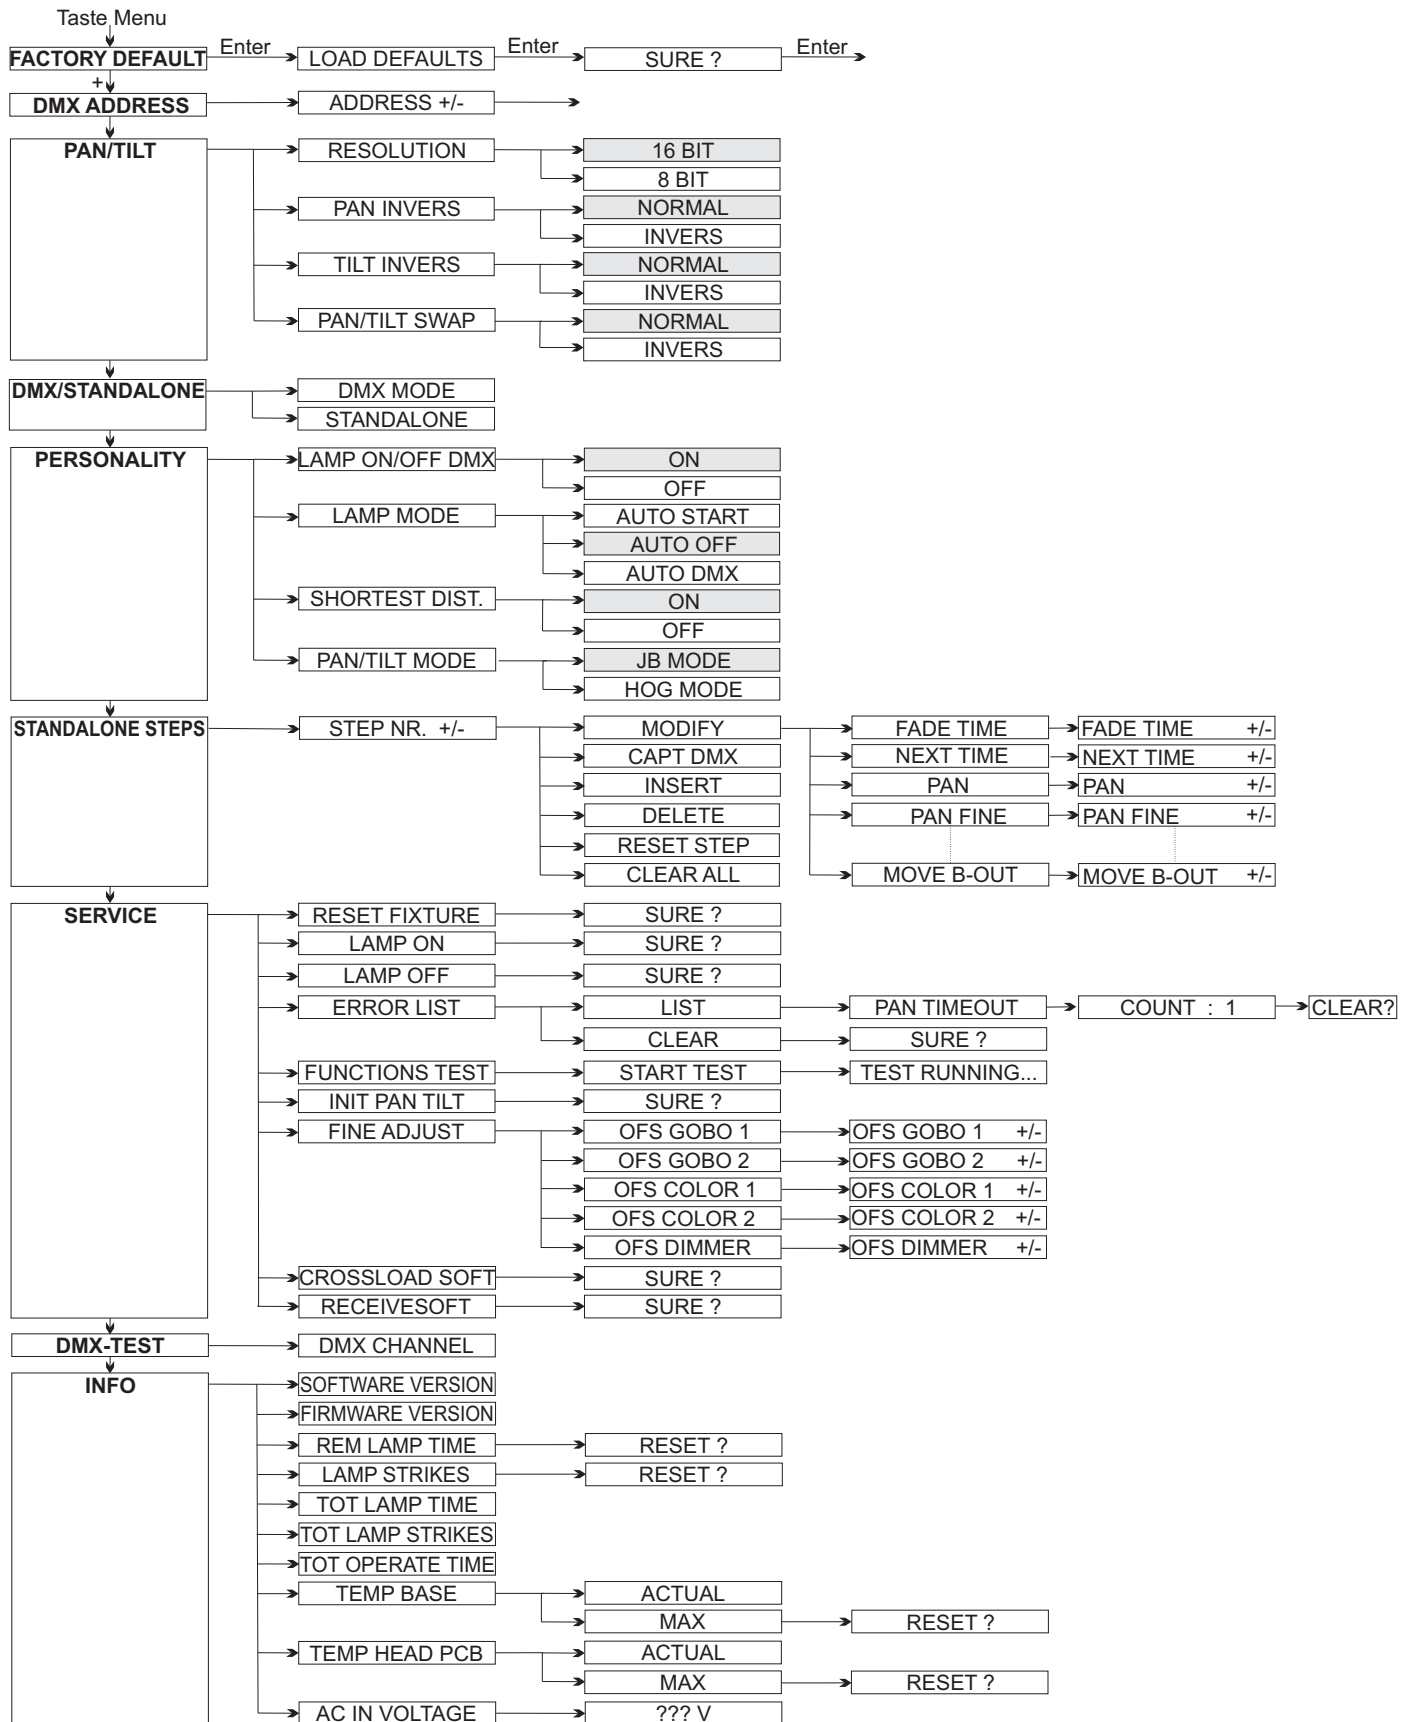 Taste Menu
FACTORY DEFAULT Enter LOAD DEFAULTS Enter SURE ? Enter
+
DMX ADDRESS ADDRESS +/-
PAN/TILT RESOLUTION 16 BIT
8 BIT
PAN INVERS NORMAL
INVERS
TILT INVERS NORMAL
INVERS
PAN/TILT SWAP NORMAL
INVERS
DMX/STANDALONE DMX MODE
STANDALONE
PERSONALITY LAMP ON/OFF DMX ON
OFF
LAMP MODE AUTO START
AUTO OFF
AUTO DMX
SHORTEST DIST. ON
OFF
PAN/TILT MODE JB MODE
HOG MODE
STANDALONE STEPS STEP NR. +/- MODIFY FADE TIME FADE TIME +/-
CAPT DMX NEXT TIME NEXT TIME +/-
INSERT PAN PAN +/-
DELETE PAN FINE PAN FINE +/-
RESET STEP
CLEAR ALL MOVE B-OUT MOVE B-OUT +/-
SERVICE RESET FIXTURE SURE ?
LAMP ON SURE ?
LAMP OFF SURE ?
ERROR LIST LIST PAN TIMEOUT COUNT : 1 CLEAR?
CLEAR SURE ?
FUNCTIONS TEST START TEST TEST RUNNING...
INIT PAN TILT SURE ?
FINE ADJUST OFS GOBO 1 OFS GOBO 1 +/-
OFS GOBO 2 OFS GOBO 2 +/-
OFS COLOR 1 OFS COLOR 1 +/-
OFS COLOR 2 OFS COLOR 2 +/-
OFS DIMMER OFS DIMMER +/-
CROSSLOAD SOFT SURE ?
RECEIVESOFT SURE ?
DMX-TEST DMX CHANNEL
INFO SOFTWARE VERSION
FIRMWARE VERSION
REM LAMP TIME RESET ?
LAMP STRIKES RESET ?
TOT LAMP TIME
TOT LAMP STRIKES
TOT OPERATE TIME
TEMP BASE ACTUAL
MAX RESET ?
TEMP HEAD PCB ACTUAL
MAX RESET ?
AC IN VOLTAGE ??? V